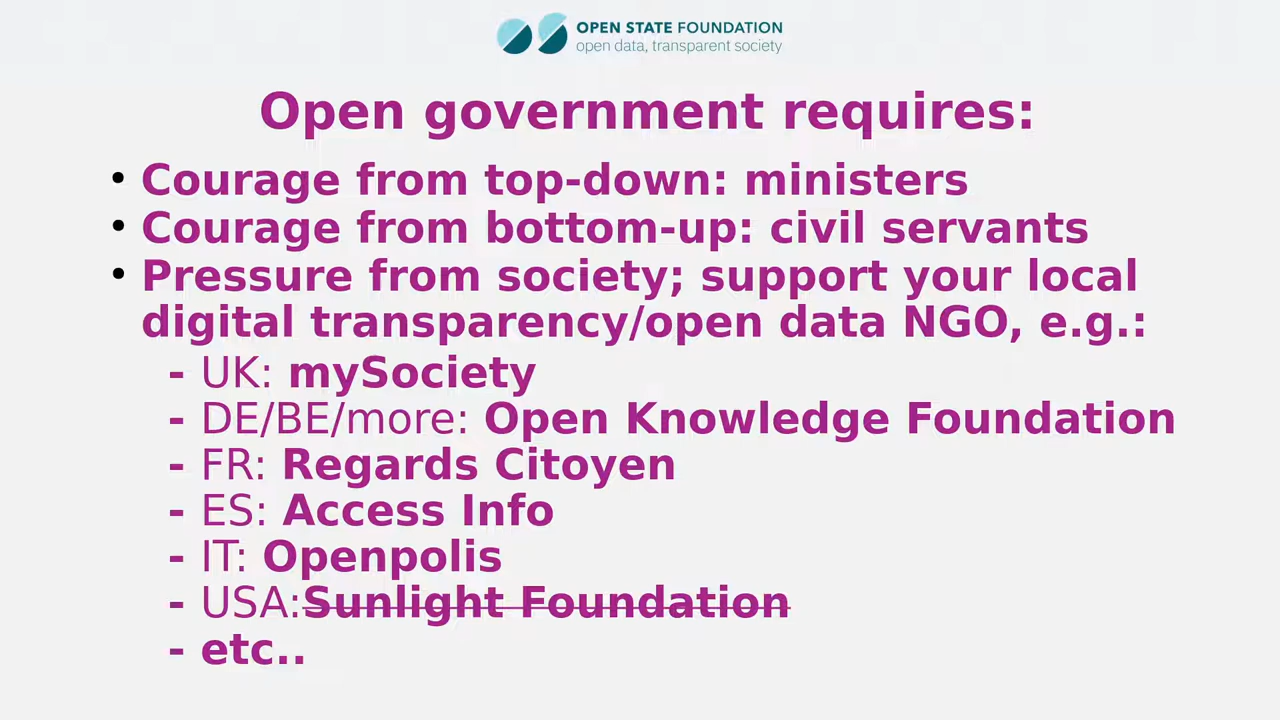 OPEN STATE FOUNDATION
open data, transparent society
Open government requires:
• Courage from top-down: ministers
• Courage from bottom-up: civil servants
• Pressure from society; support your local
digital transparency/open data NGO, e.g.:
- UK: mySociety
- DE/BE/more: Open Knowledge Foundation
- FR: Regards Citoyen
- ES: Access Info
- IT: Openpolis
- USA:Sunlight Foundation
- etc..